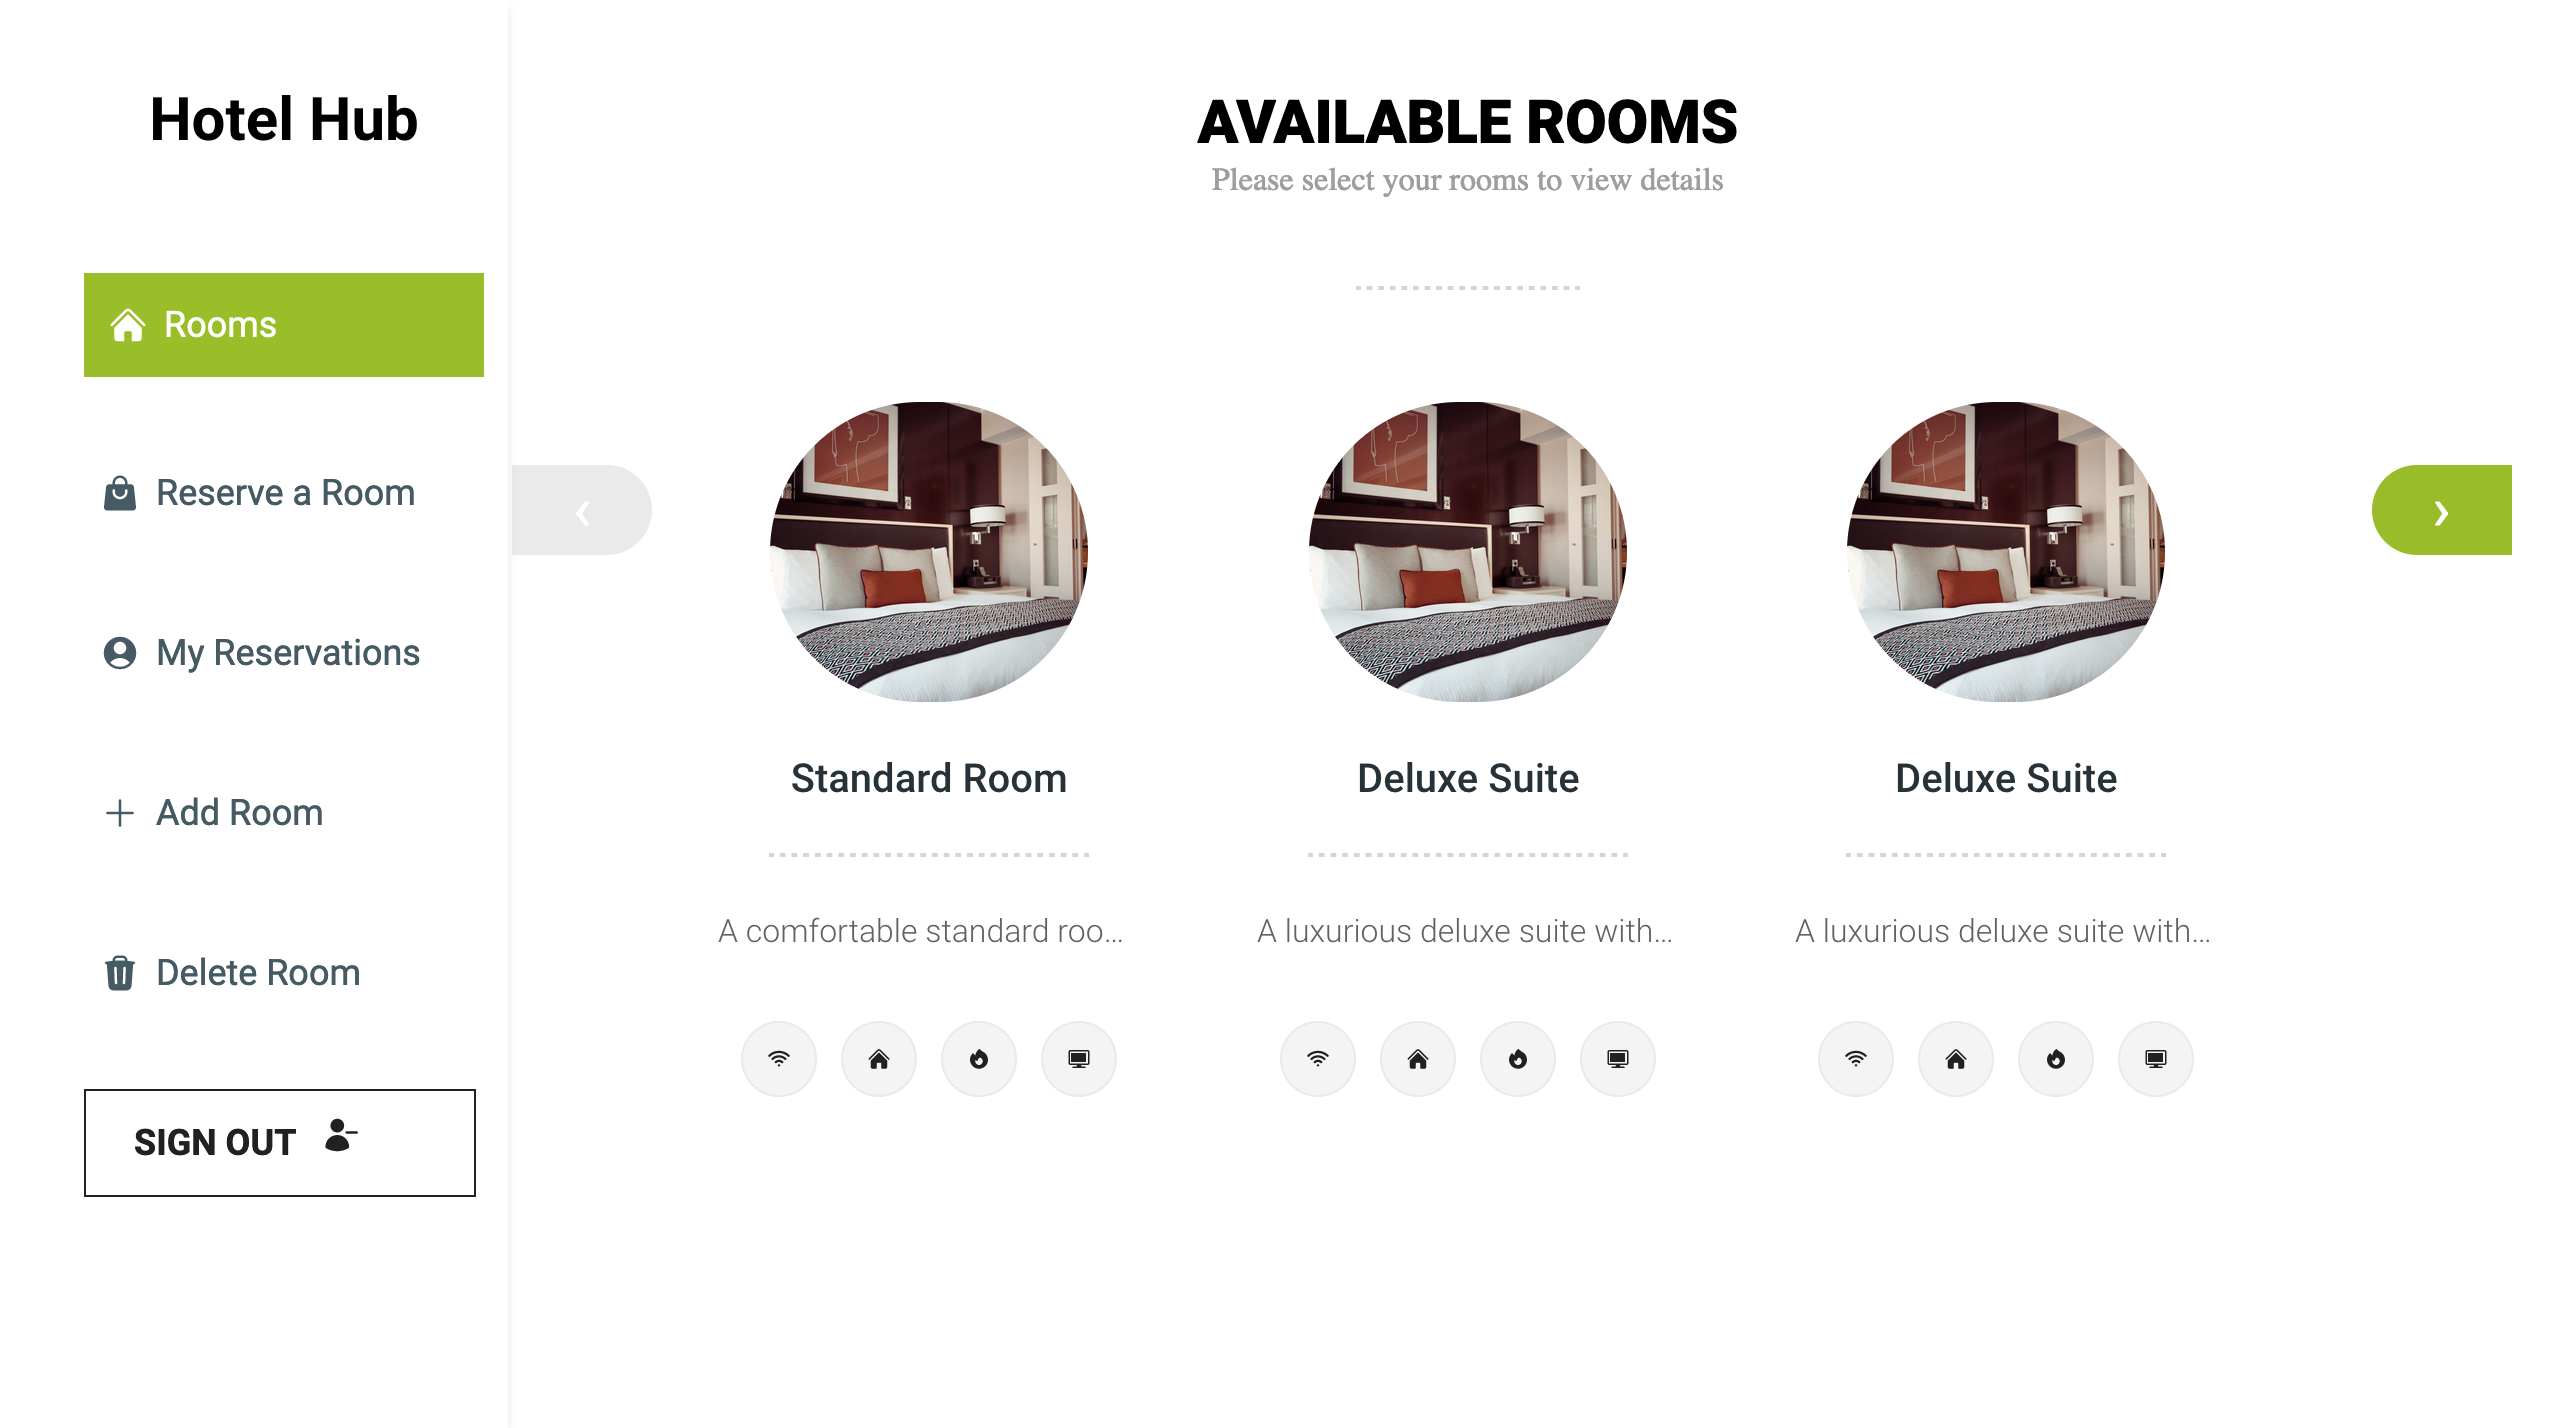 Hotel Hub
Rooms
Reserve a Room
My Reservations
Add Room
Delete Room
SIGN OUT
AVAILABLE ROOMS
Please select your rooms to view details
Standard Room
A comfortable standard roo...
Deluxe Suite
A luxurious deluxe suite with...
Deluxe Suite
A luxurious deluxe suite with...